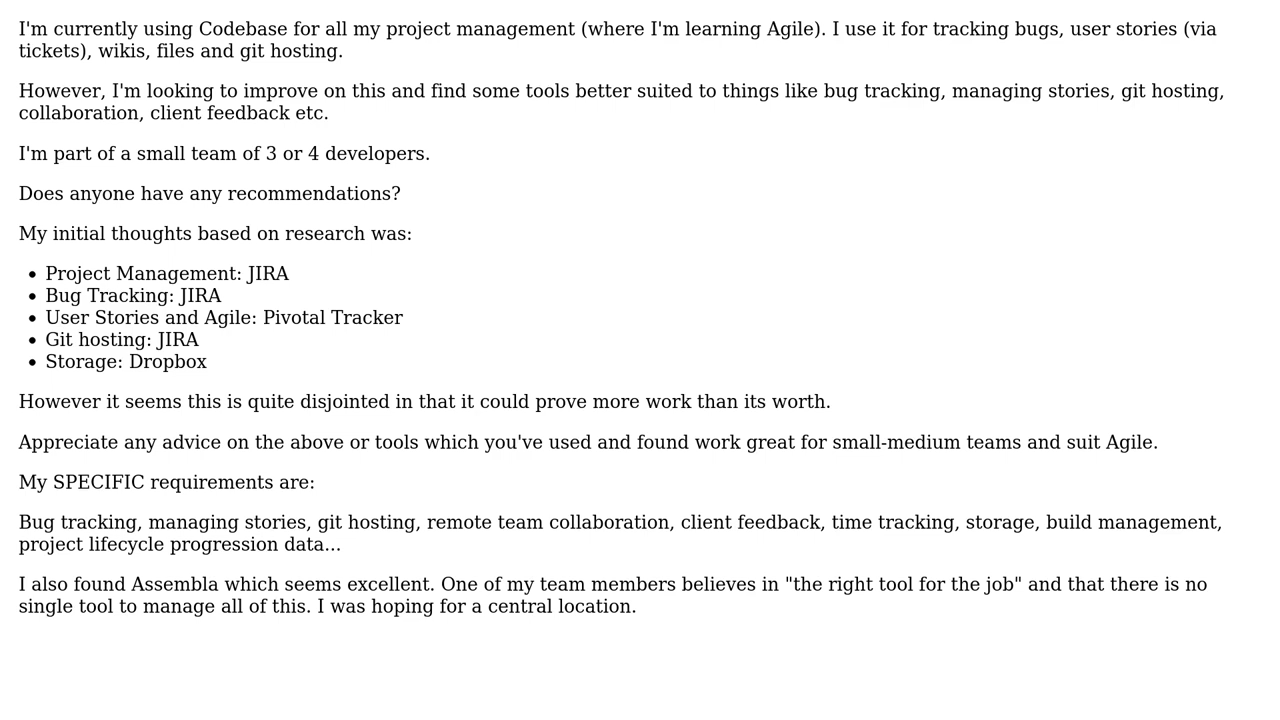 I'm currently using Codebase for all my project management (where I'm learning Agile). I use it for tracking bugs, user stories (via
tickets), wikis, files and git hosting.
However, I'm looking to improve on this and find some tools better suited to things like bug tracking, managing stories, git hosting,
collaboration, client feedback etc.
I'm part of a small team of 3 or 4 developers.
Does anyone have any recommendations?
My initial thoughts based on research was:
• Project Management: JIRA
• Bug Tracking: JIRA
• User Stories and Agile: Pivotal Tracker
• Git hosting: JIRA
• Storage: Dropbox
However it seems this is quite disjointed in that it could prove more work than its worth.
Appreciate any advice on the above or tools which you've used and found work great for small-medium teams and suit Agile.
My SPECIFIC requirements are:
Bug tracking, managing stories, git hosting, remote team collaboration, client feedback, time tracking, storage, build management,
project lifecycle progression data...
I also found Assembla which seems excellent. One of my team members believes in "the right tool for the job" and that there is no
single tool to manage all of this. I was hoping for a central location.